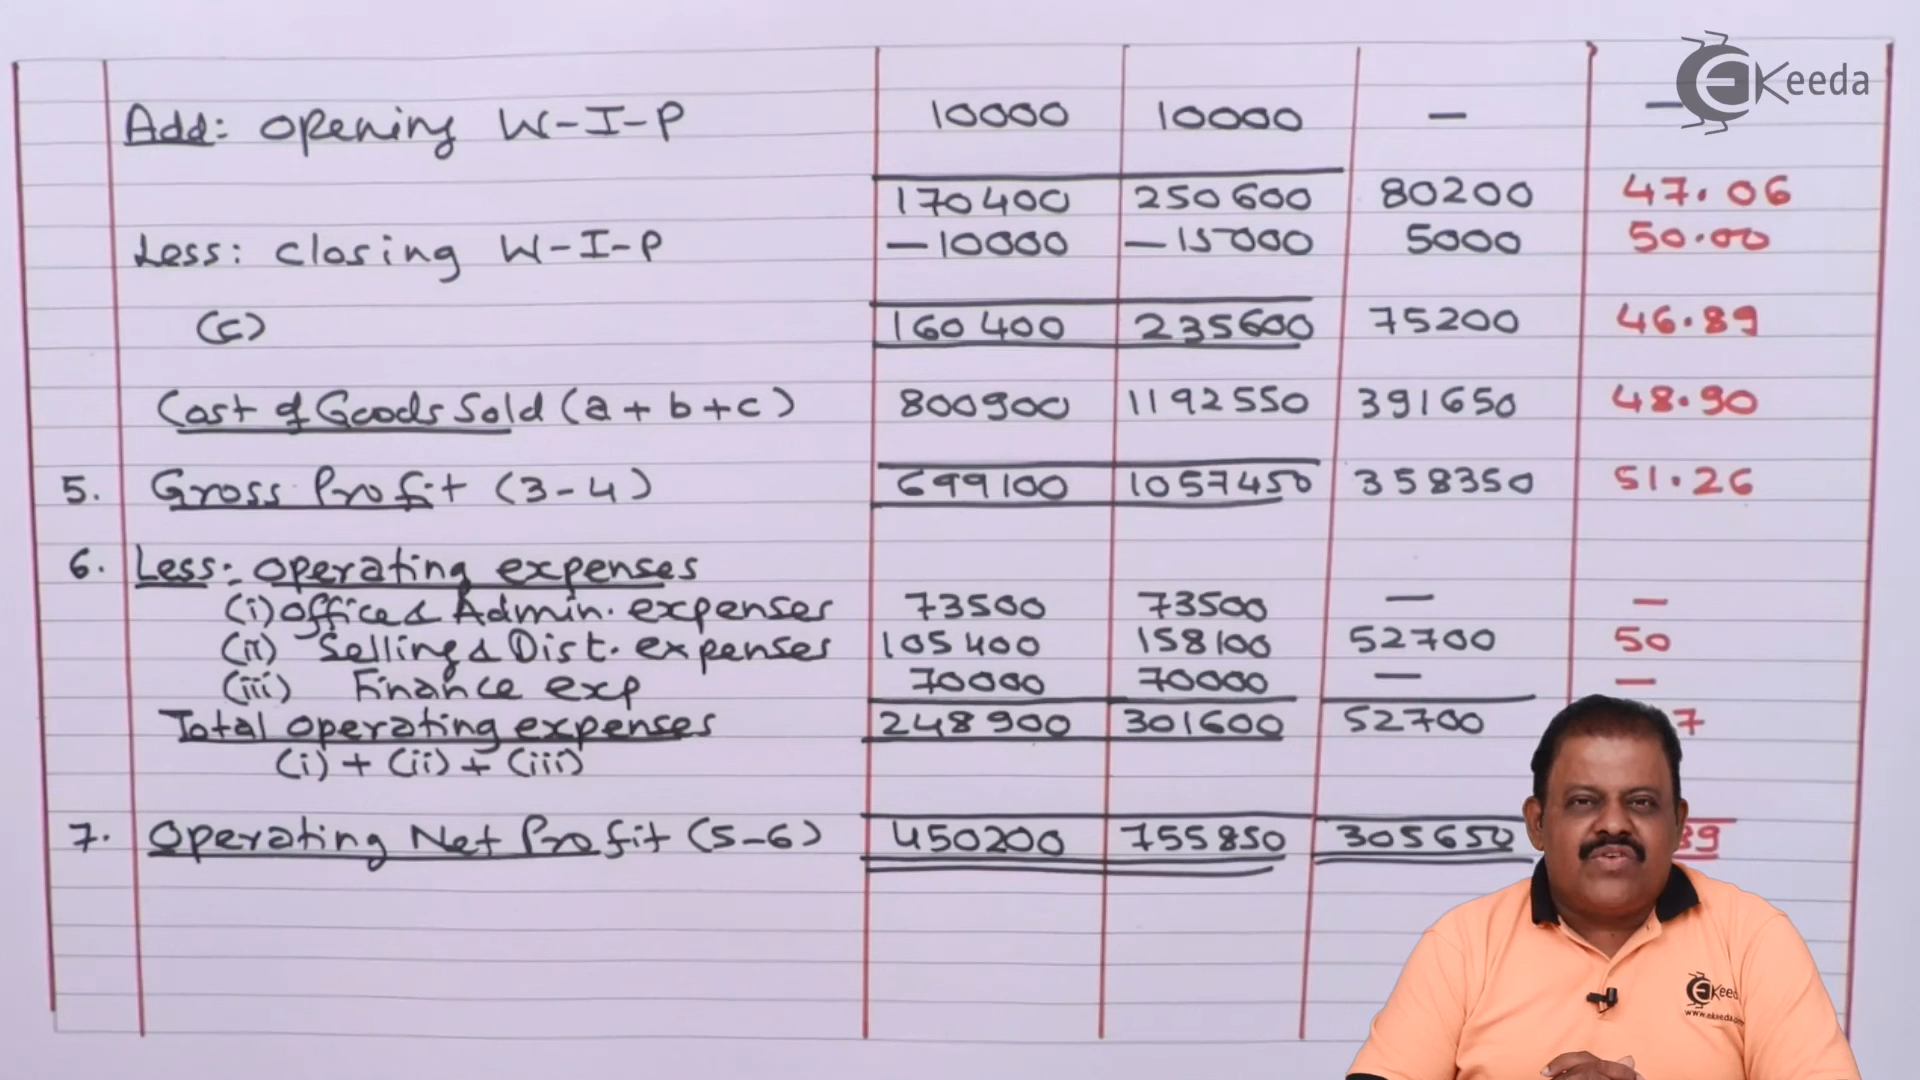 eKeeda
Add: Opening W-I-P 10000 10000 — —
170400 250600 80200 47.06
Less: Closing W-I-P —10000 —15000 5000 50.00
(c) 160400 235600 75200 46.89
Cost of Goods Sold (a+b+c) 800900 1192550 391650 48.90
5. Gross Profit (3-4) 699100 1057450 358350 51.26
6. Less:- Operating expenses
(i) Office & Admin. expenses 73500 73500 — —
(ii) Selling & Dist. expenses 105400 158100 52700 50
(iii) Finance exp 70000 70000 — —
Total operating expenses 248900 301600 52700 7
(i) + (ii) + (iii)
7. Operating Net Profit (5-6) 450200 755850 305650 89
eKeeda